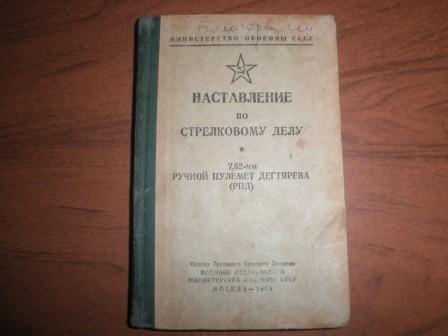 МИНИСТЕРСТВО ОБОРОНЫ СССР
НАСТАВЛЕНИЕ
ПО
СТРЕЛКОВОМУ ДЕЛУ
7,62-мм
РУЧНОЙ ПУЛЕМЕТ ДЕГТЯРЕВА
(РПД)
Ордена Трудового Красного Знамени
ВОЕННОЕ ИЗДАТЕЛЬСТВО
МИНИСТЕРСТВА ОБОРОНЫ СССР
МОСКВА —